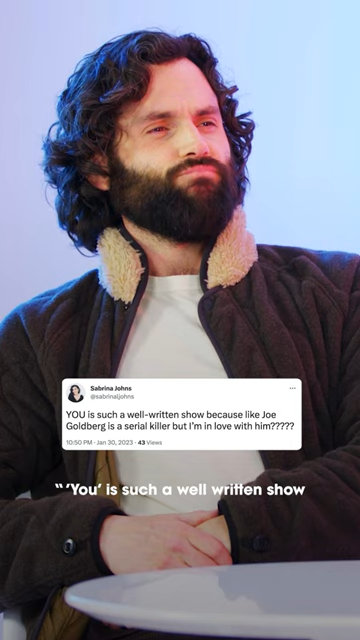 Sabrina Johns
@sabrinaljohns
...
YOU is such a well-written show because like Joe
Goldberg is a serial killer but I'm in love with him?????
10:50 PM · Jan 30, 2023 · 43 Views
“ ‘You’ is such a well written show